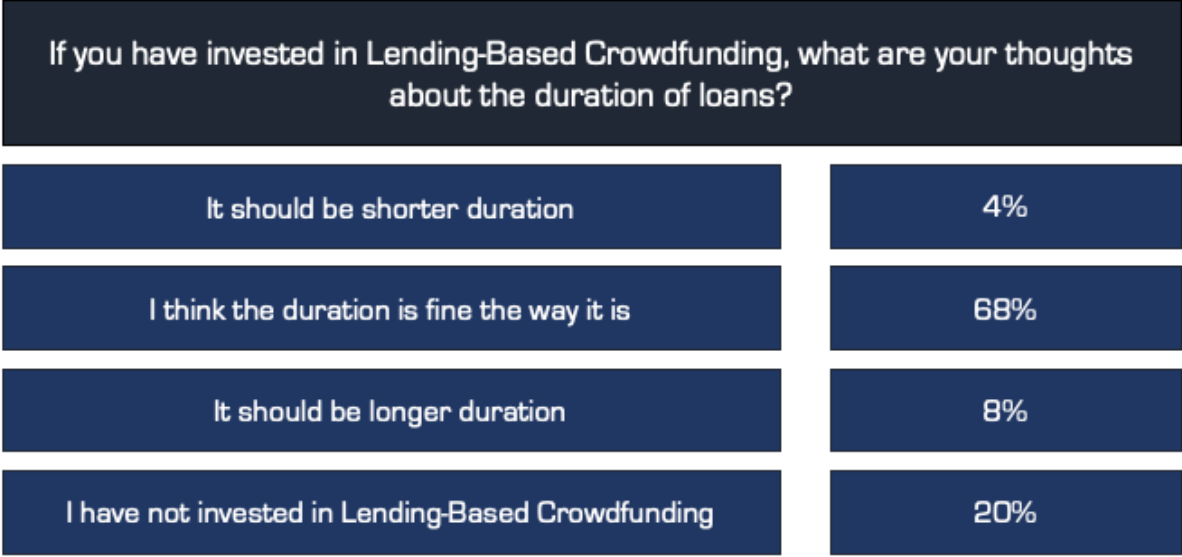 If you have invested in Lending-Based Crowdfunding, what are your thoughts
about the duration of loans?
It should be shorter duration 4%
I think the duration is fine the way it is 68%
It should be longer duration 8%
I have not invested in Lending-Based Crowdfunding 20%